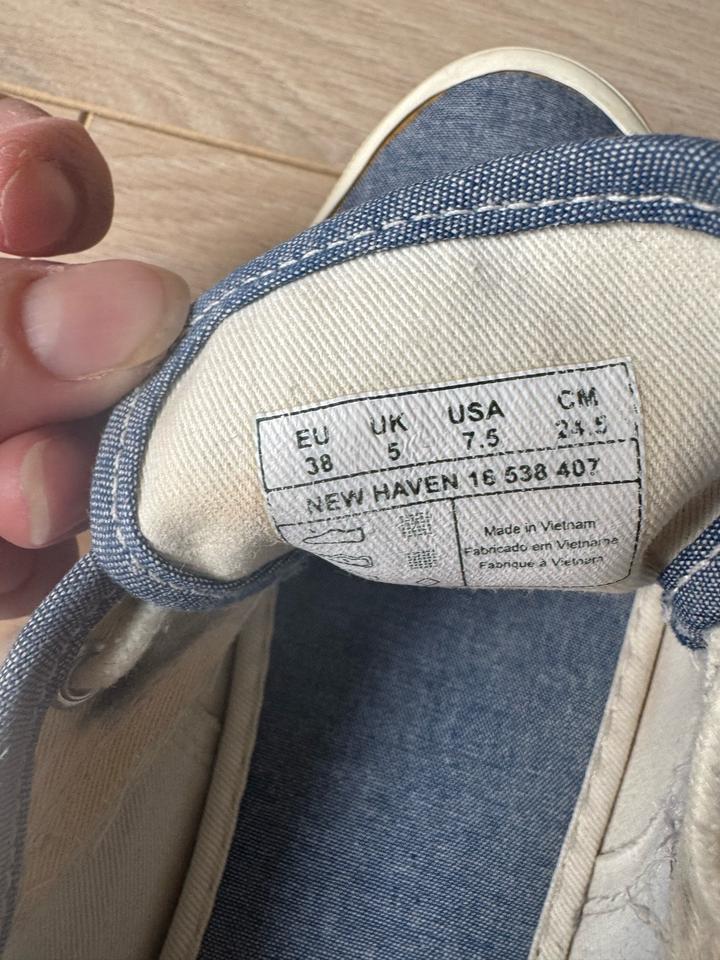 EU UK USA CM
38 5 7.5 24.5
NEW HAVEN 16 538 407
Made in Vietnam
Fabricado em Vietname
Fabriqué à Vietnam